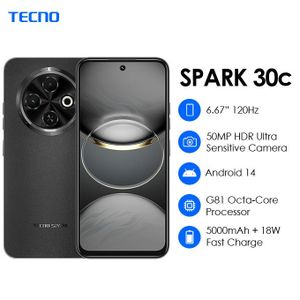 TECNO
SPARK 30c
6.67” 120Hz
50MP HDR Ultra
Sensitive Camera
Android 14
G81 Octa-Core
Processor
5000mAh + 18W
Fast Charge